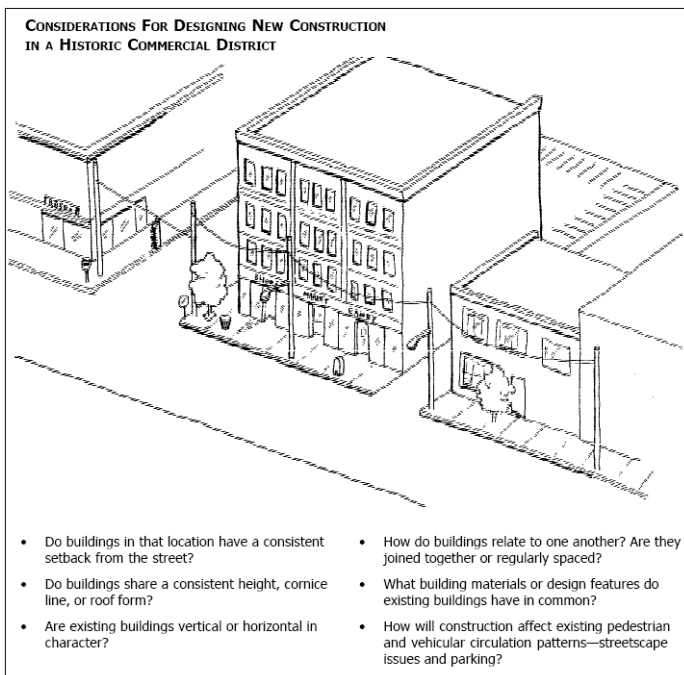 CONSIDERATIONS FOR DESIGNING NEW CONSTRUCTION
IN A HISTORIC COMMERCIAL DISTRICT
MARKET
CANDY
• Do buildings in that location have a consistent
setback from the street?
• Do buildings share a consistent height, cornice
line, or roof form?
• Are existing buildings vertical or horizontal in
character?
• How do buildings relate to one another? Are they
joined together or regularly spaced?
• What building materials or design features do
existing buildings have in common?
• How will construction affect existing pedestrian
and vehicular circulation patterns—streetscape
issues and parking?